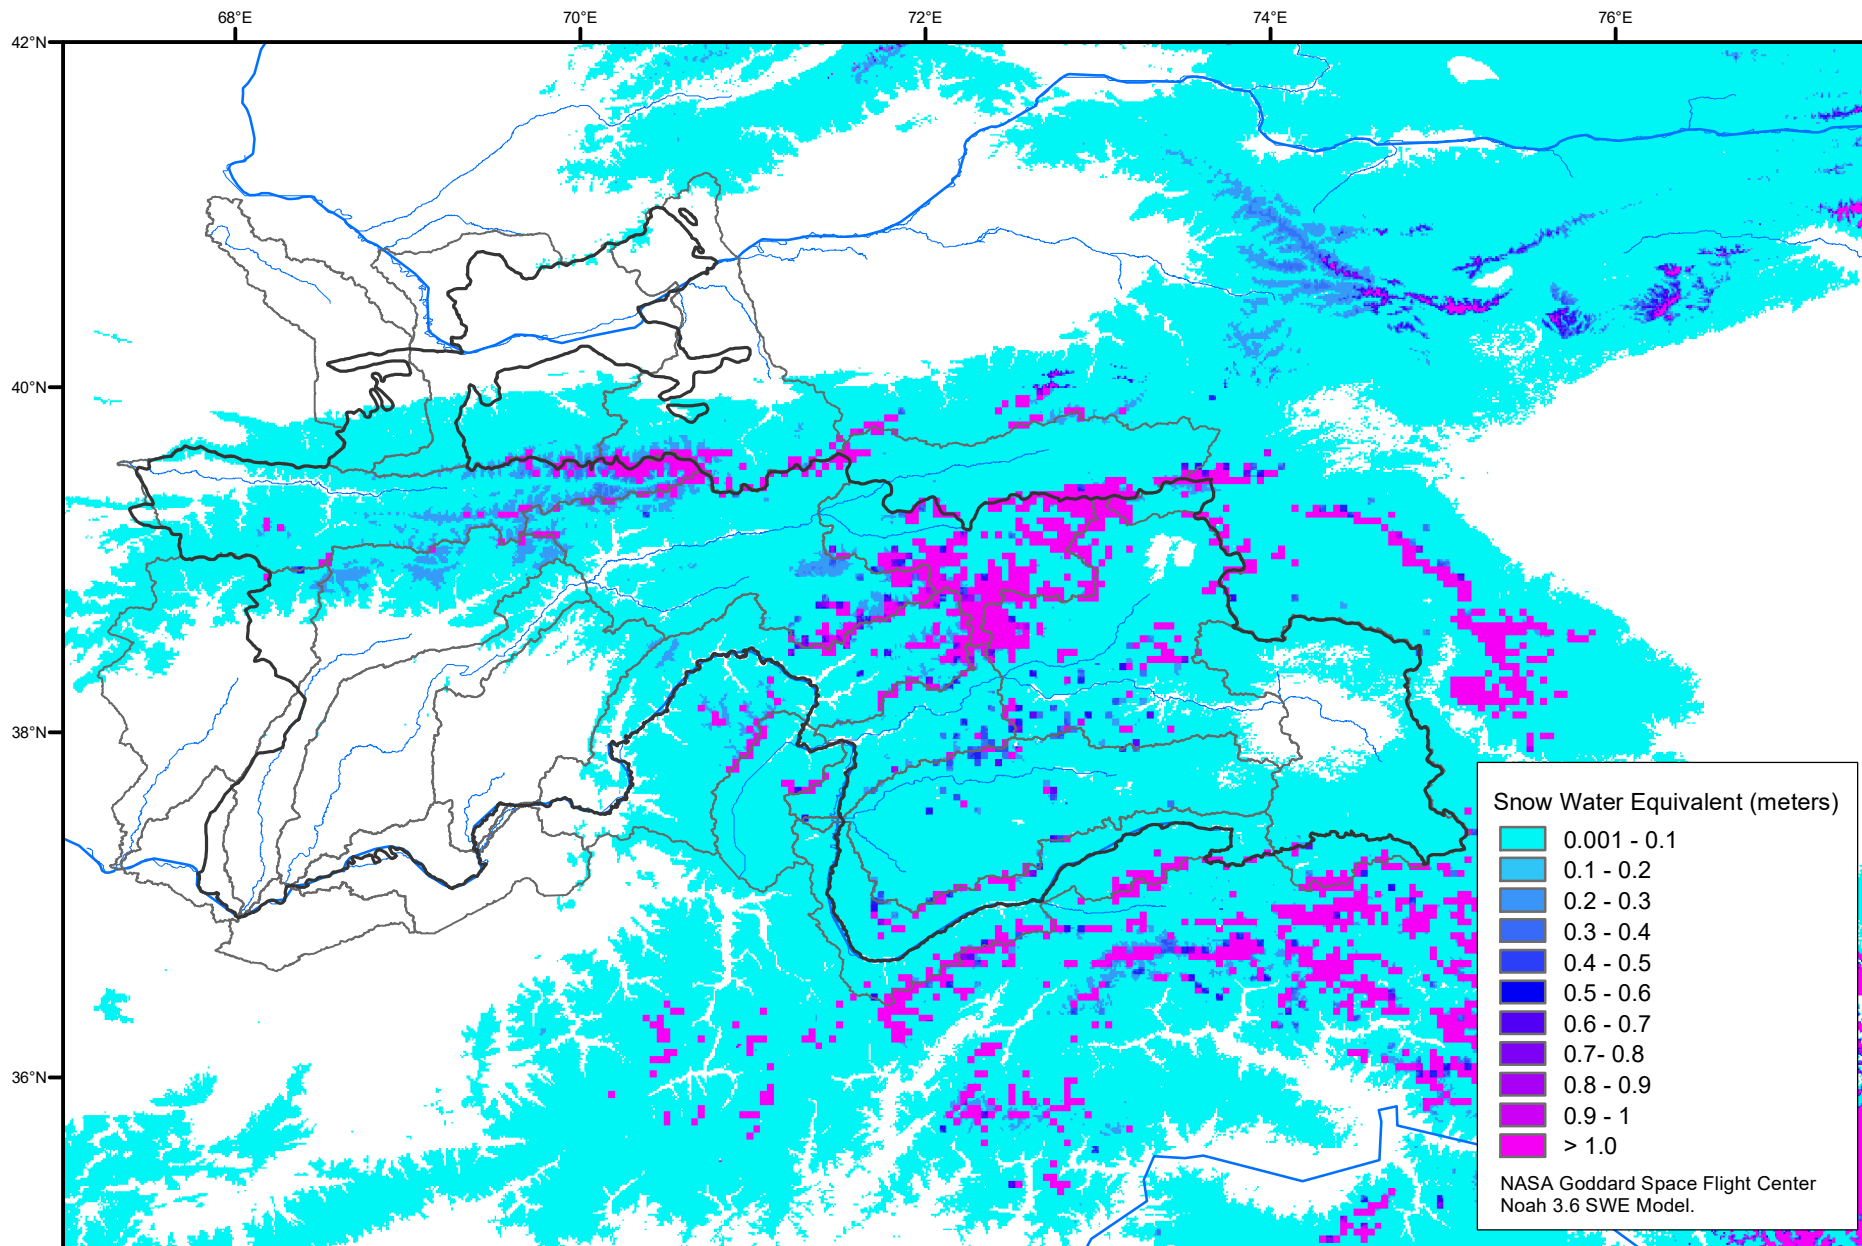 68°E
70°E
72°E
74°E
76°E
42°N
40°N
38°N
36°N
Snow Water Equivalent (meters)
0.001 - 0.1
0.1 - 0.2
0.2 - 0.3
0.3 - 0.4
0.4 - 0.5
0.5 - 0.6
0.6 - 0.7
0.7- 0.8
0.8 - 0.9
0.9 - 1
> 1.0
NASA Goddard Space Flight Center
Noah 3.6 SWE Model.